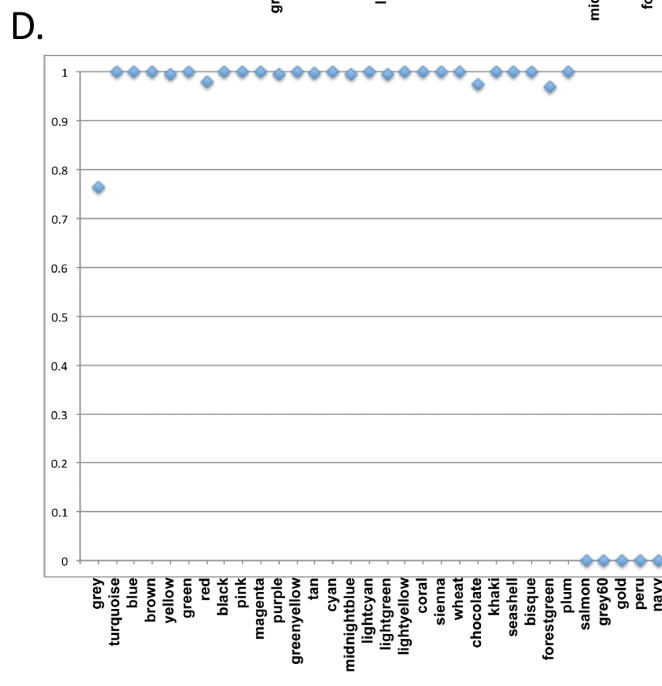 D.
1
0.9
0.8
0.7
0.6
0.5
0.4
0.3
0.2
0.1
0
grey
turquoise
blue
brown
yellow
green
red
black
pink
magenta
purple
greenyellow
tan
cyan
midnightblue
lightcyan
lightgreen
lightyellow
coral
sienna
wheat
chocolate
khaki
seashell
bisque
forestgreen
plum
salmon
grey60
gold
peru
navy